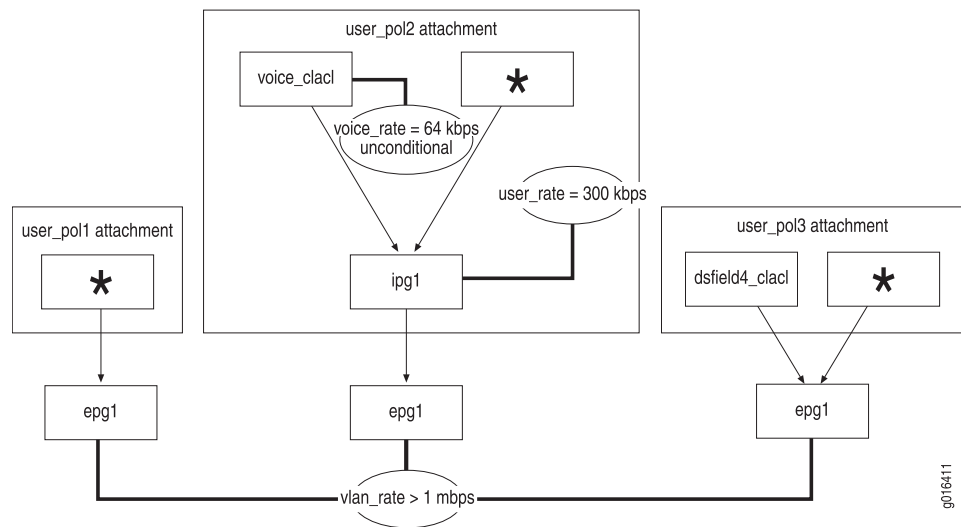 user_pol2 attachment
voice_clacl
*
voice_rate = 64 kbps
unconditional
user_rate = 300 kbps
user_pol1 attachment
*
user_pol3 attachment
ipg1
dsfield4_clacl
*
epg1
epg1
epg1
vlan_rate > 1 mbps
g016411